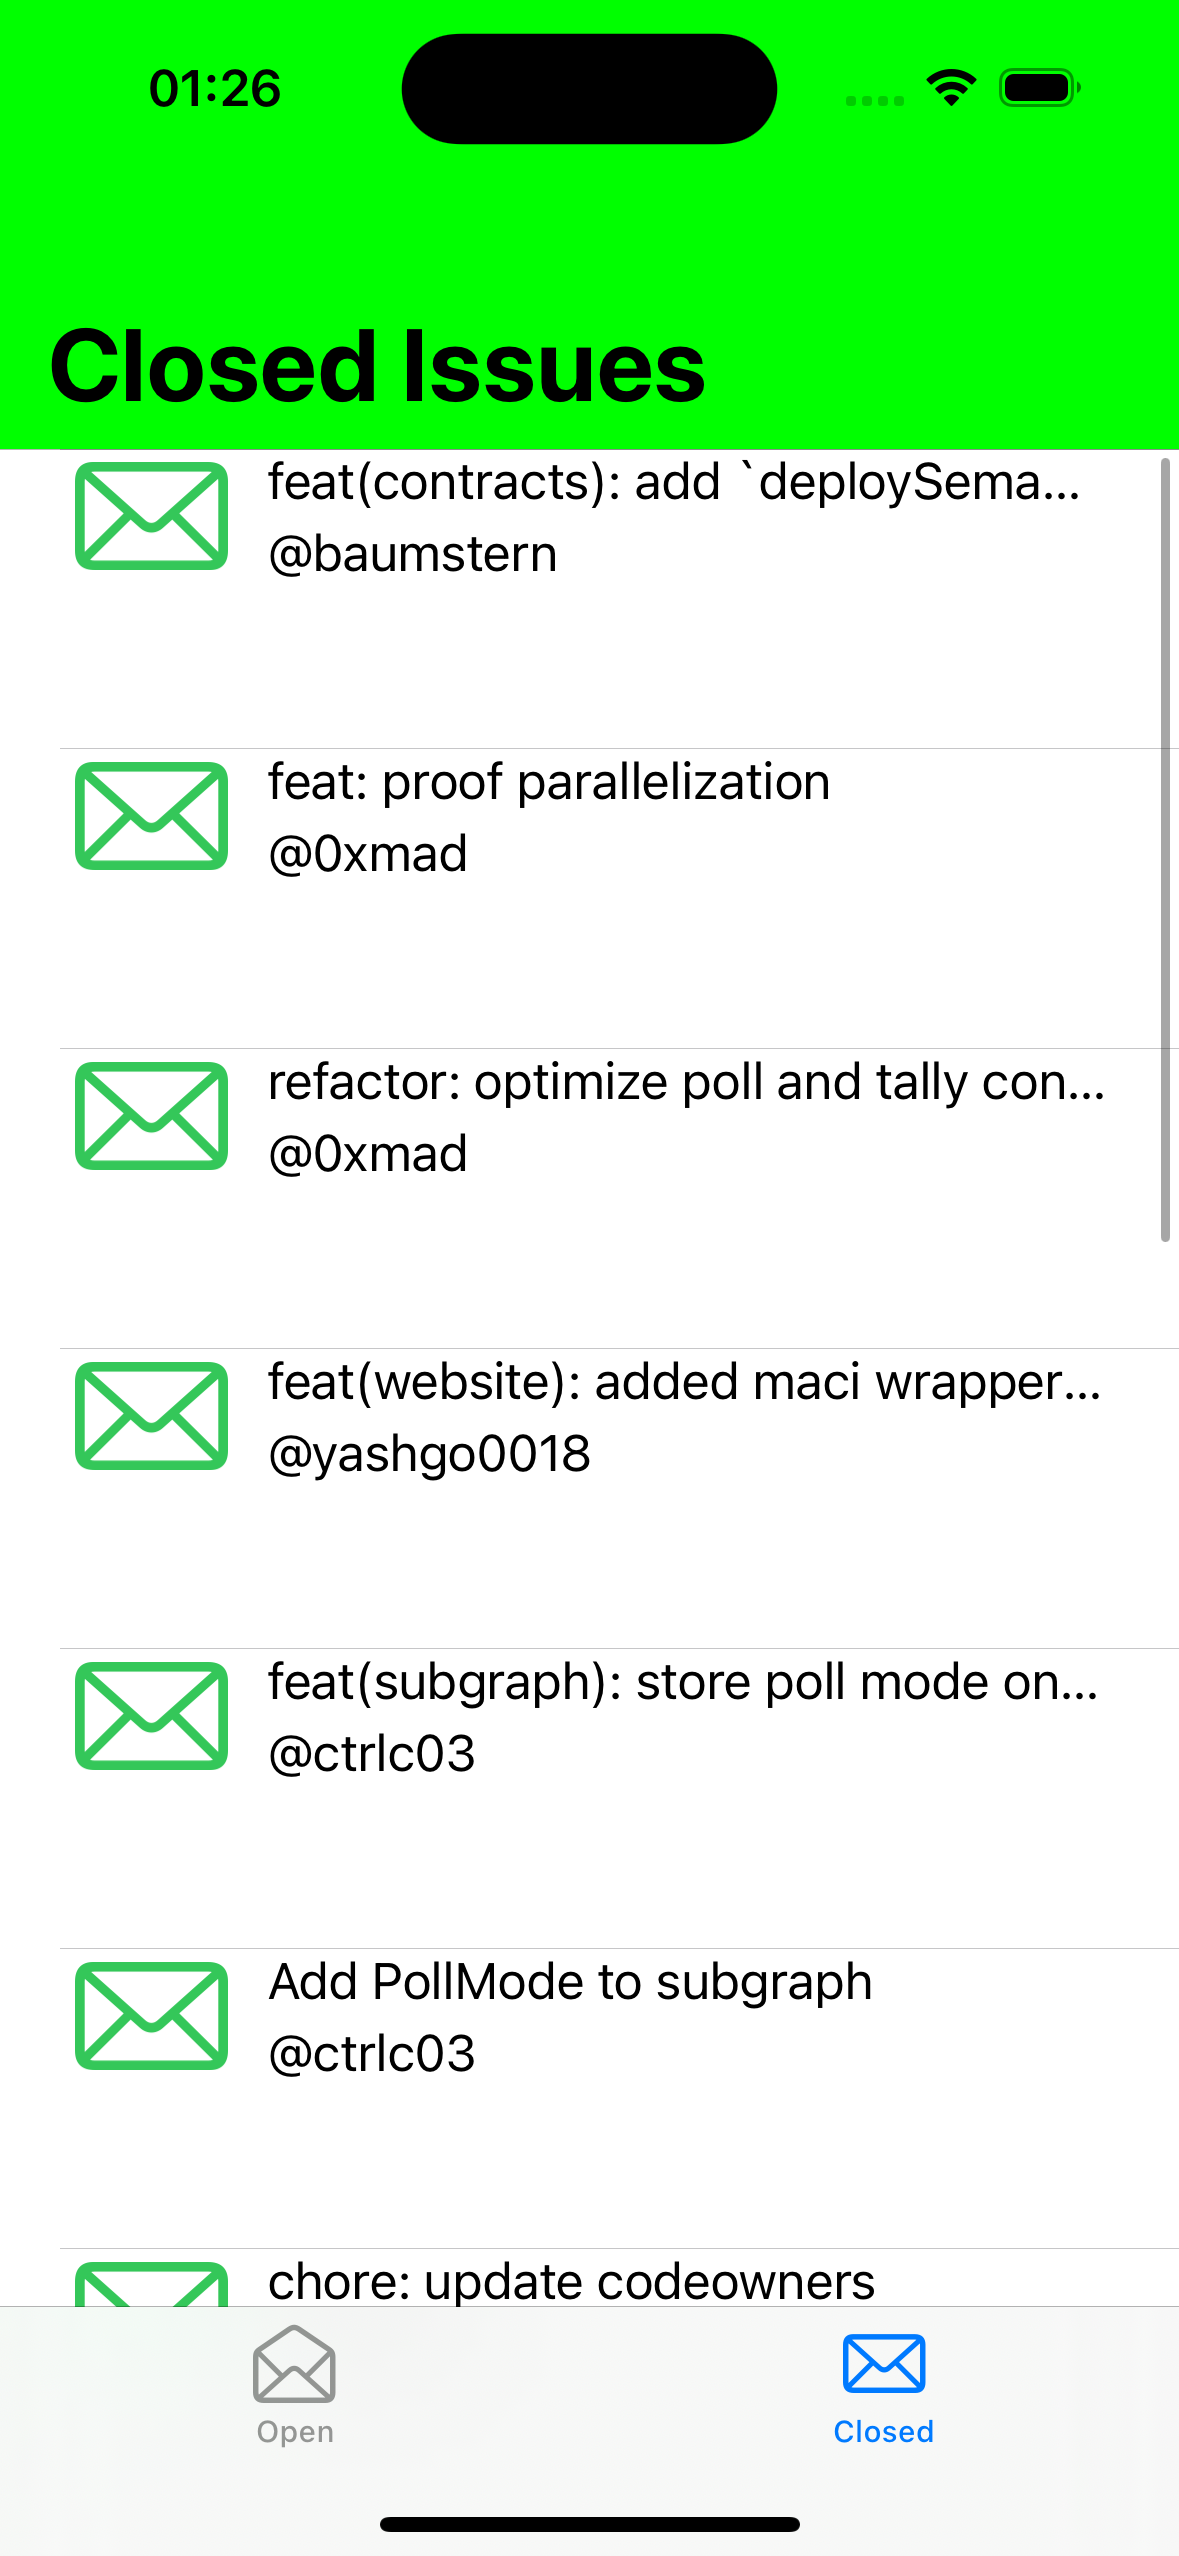 01:26
Closed Issues
feat(contracts): add `deploySema...
@baumstern
feat: proof parallelization
@0xmad
refactor: optimize poll and tally con...
@0xmad
feat(website): added maci wrapper...
@yashgo0018
feat(subgraph): store poll mode on...
@ctrlc03
Add PollMode to subgraph
@ctrlc03
chore: update codeowners
Open
Closed